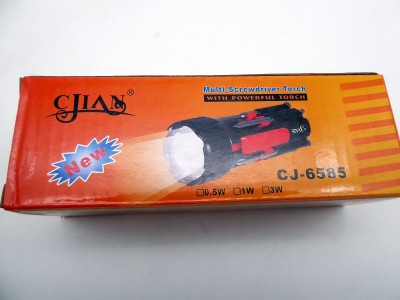 CJIAN®
Multi Screwdriver Torch
WITH POWERFUL TORCH
New
CJ-6585
□0.5W □1W □3W